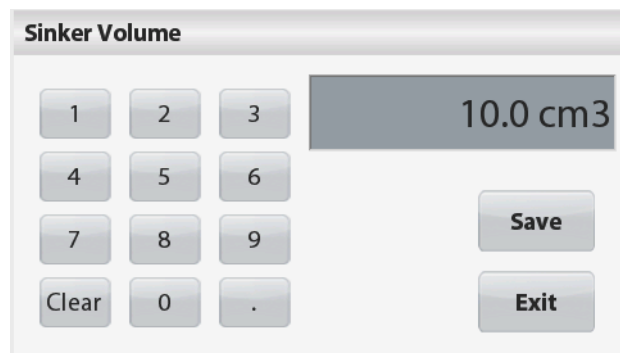 Sinker Volume
10.0 cm3
1 2 3
4 5 6
7 8 9
Clear 0 .
Save
Exit